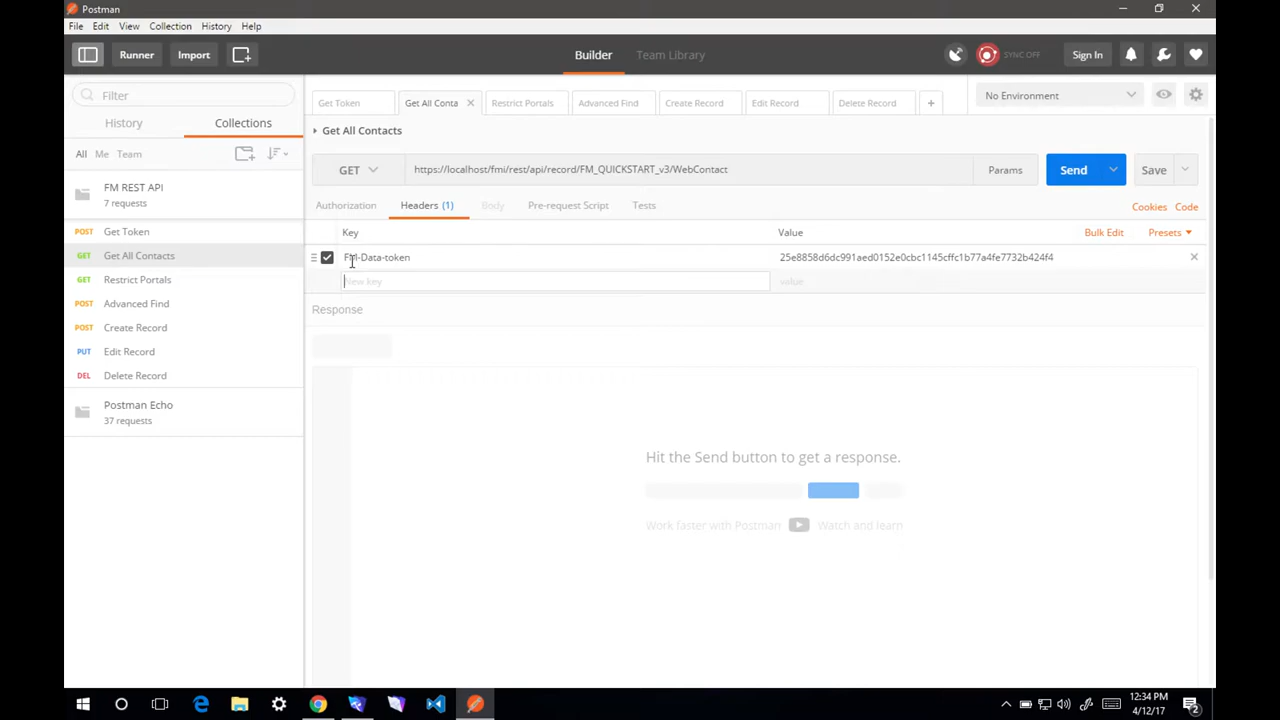 Postman
File Edit View Collection History Help
Runner Import Builder Team Library SYNC OFF Sign In
Filter
History Collections
All Me Team
FM REST API
7 requests
POST Get Token
GET Get All Contacts
GET Restrict Portals
POST Advanced Find
POST Create Record
PUT Edit Record
DEL Delete Record
Postman Echo
37 requests
Get Token Get All Conta Restrict Portals Advanced Find Create Record Edit Record Delete Record + No Environment
Get All Contacts
GET https://localhost/fmi/rest/api/record/FM_QUICKSTART_v3/WebContact Params Send Save
Authorization Headers (1) Body Pre-request Script Tests Cookies Code
Key Value Bulk Edit Presets
FM-Data-token 25e8858d6dc991aed0152e0cbc1145cffc1b77a4fe7732b424f4
New key value
Response
Hit the Send button to get a response.
Work faster with Postman Watch and learn
12:34 PM
4/12/17
2